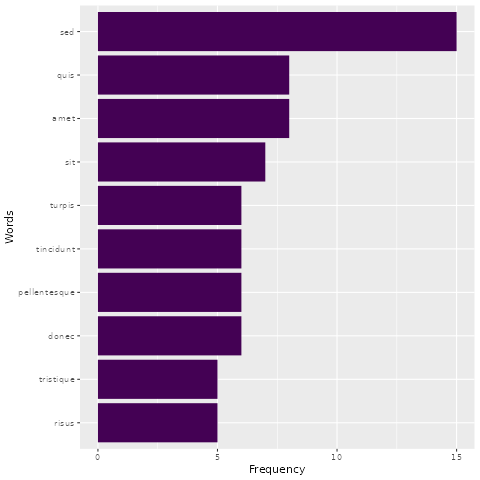 sed
quis
amet
sit
turpis
tincidunt
pellentesque
donec
tristique
risus
Words
0 5 10 15
Frequency